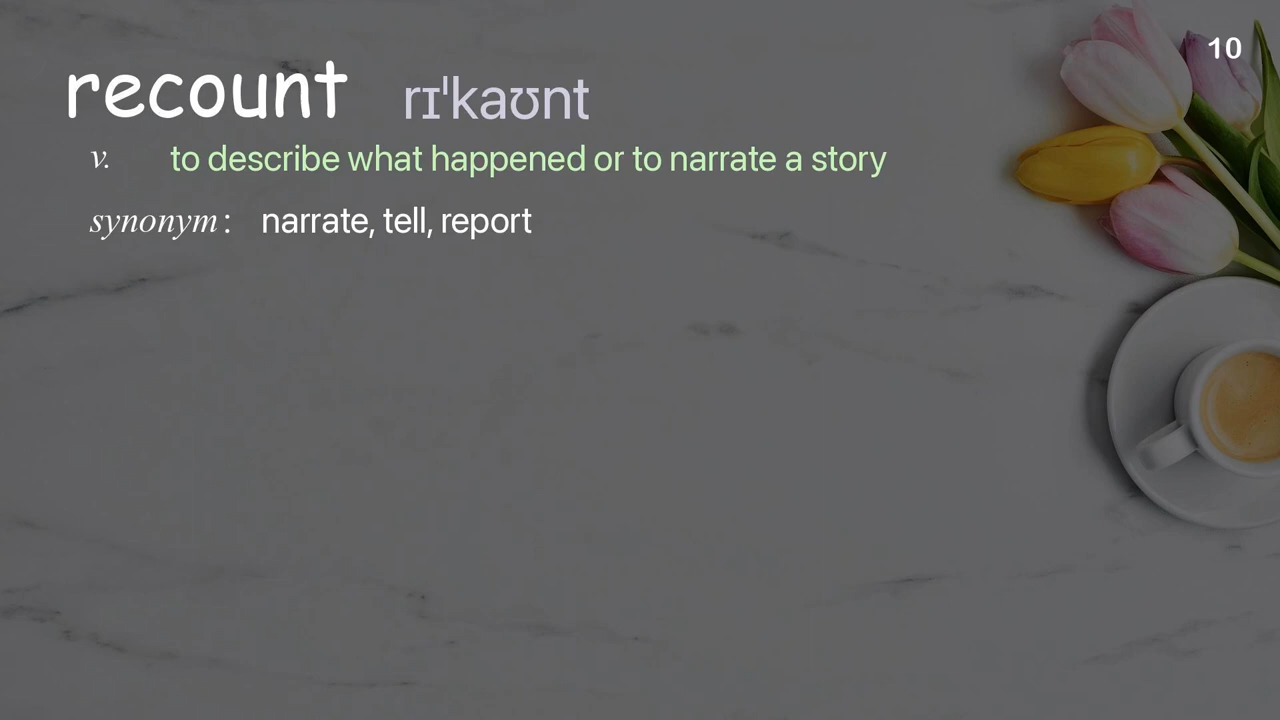 10
recount rɪˈkaʊnt
v. to describe what happened or to narrate a story
synonym: narrate, tell, report